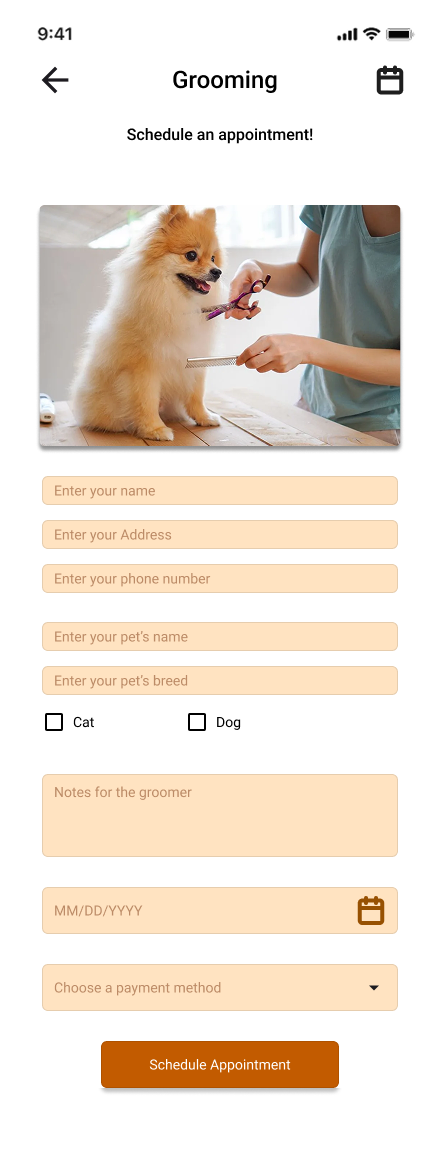 9:41
Grooming
Schedule an appointment!
Enter your name
Enter your Address
Enter your phone number
Enter your pet's name
Enter your pet's breed
Cat Dog
Notes for the groomer
MM/DD/YYYY
Choose a payment method
Schedule Appointment